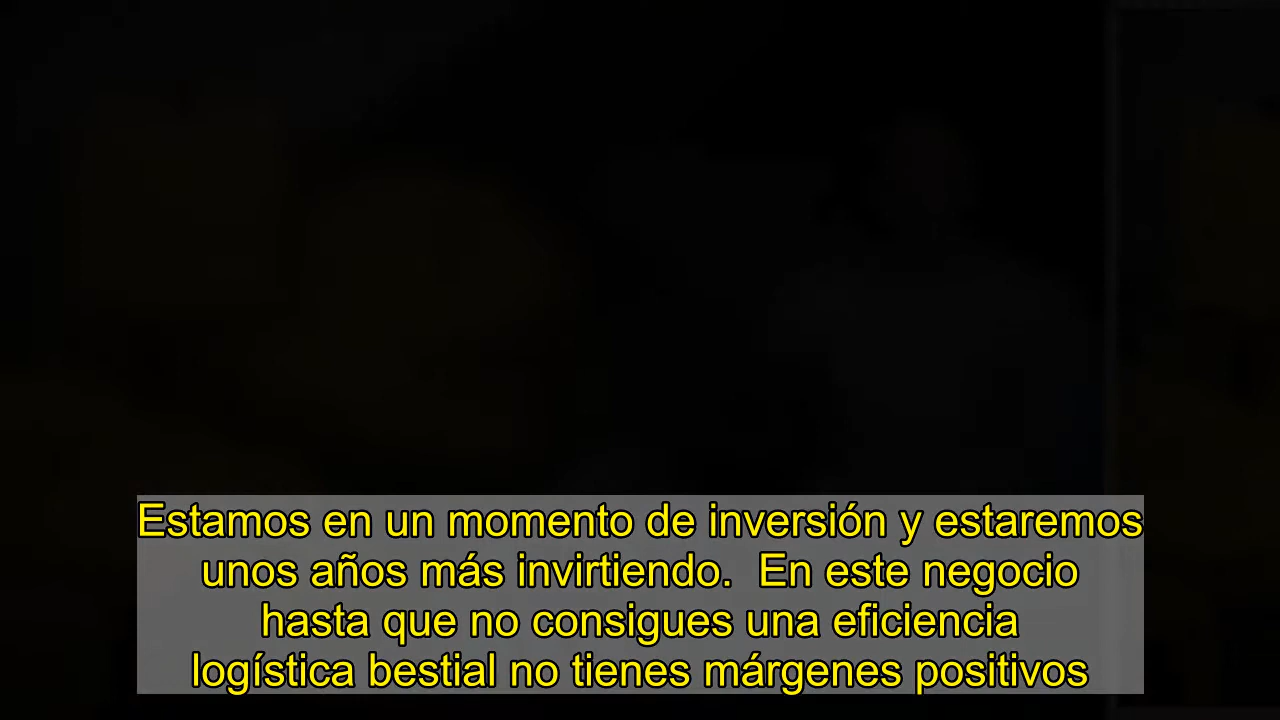 Estamos en un momento de inversión y estaremos
unos años más invirtiendo.  En este negocio
hasta que no consigues una eficiencia
logística bestial no tienes márgenes positivos